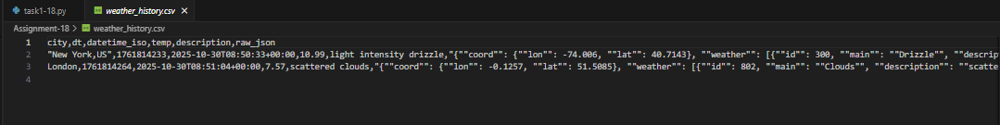 task1-18.py
weather_history.csv
Assignment-18 > weather_history.csv
1 city,dt,datetime_iso,temp,description,raw_json
2 "New York,US",1761814233,2025-10-30T08:50:33+00:00,10.99,light intensity drizzle,"{""coord"": {""lon"": -74.006, ""lat"": 40.7143}, ""weather"": [{""id"": 300, ""main"": ""Drizzle"", ""descrip
3 London,1761814264,2025-10-30T08:51:04+00:00,7.57,scattered clouds,"{""coord"": {""lon"": -0.1257, ""lat"": 51.5085}, ""weather"": [{""id"": 802, ""main"": ""Clouds"", ""description"": ""scatte
4